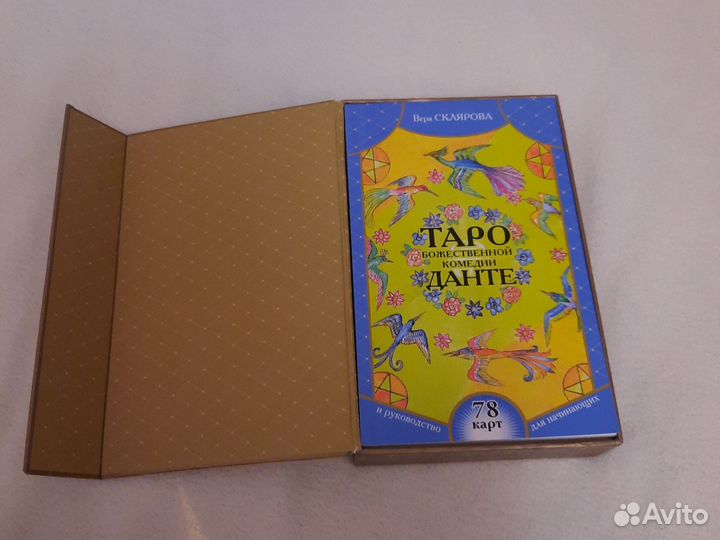 Вера СКЛЯРОВА
ТАРО
БОЖЕСТВЕННОЙ
КОМЕДИИ
ДАНТЕ
и руководство
78
карт
для начинающих
Avito